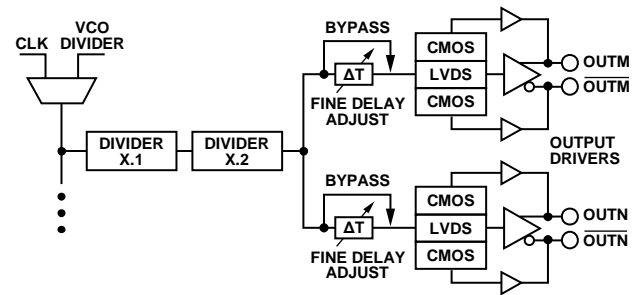 CLK
VCO
DIVIDER
DIVIDER
X.1
DIVIDER
X.2
BYPASS
ΔT
FINE DELAY
ADJUST
CMOS
LVDS
CMOS
OUTM
OUTM
OUTPUT
DRIVERS
BYPASS
ΔT
FINE DELAY
ADJUST
CMOS
LVDS
CMOS
OUTN
OUTN